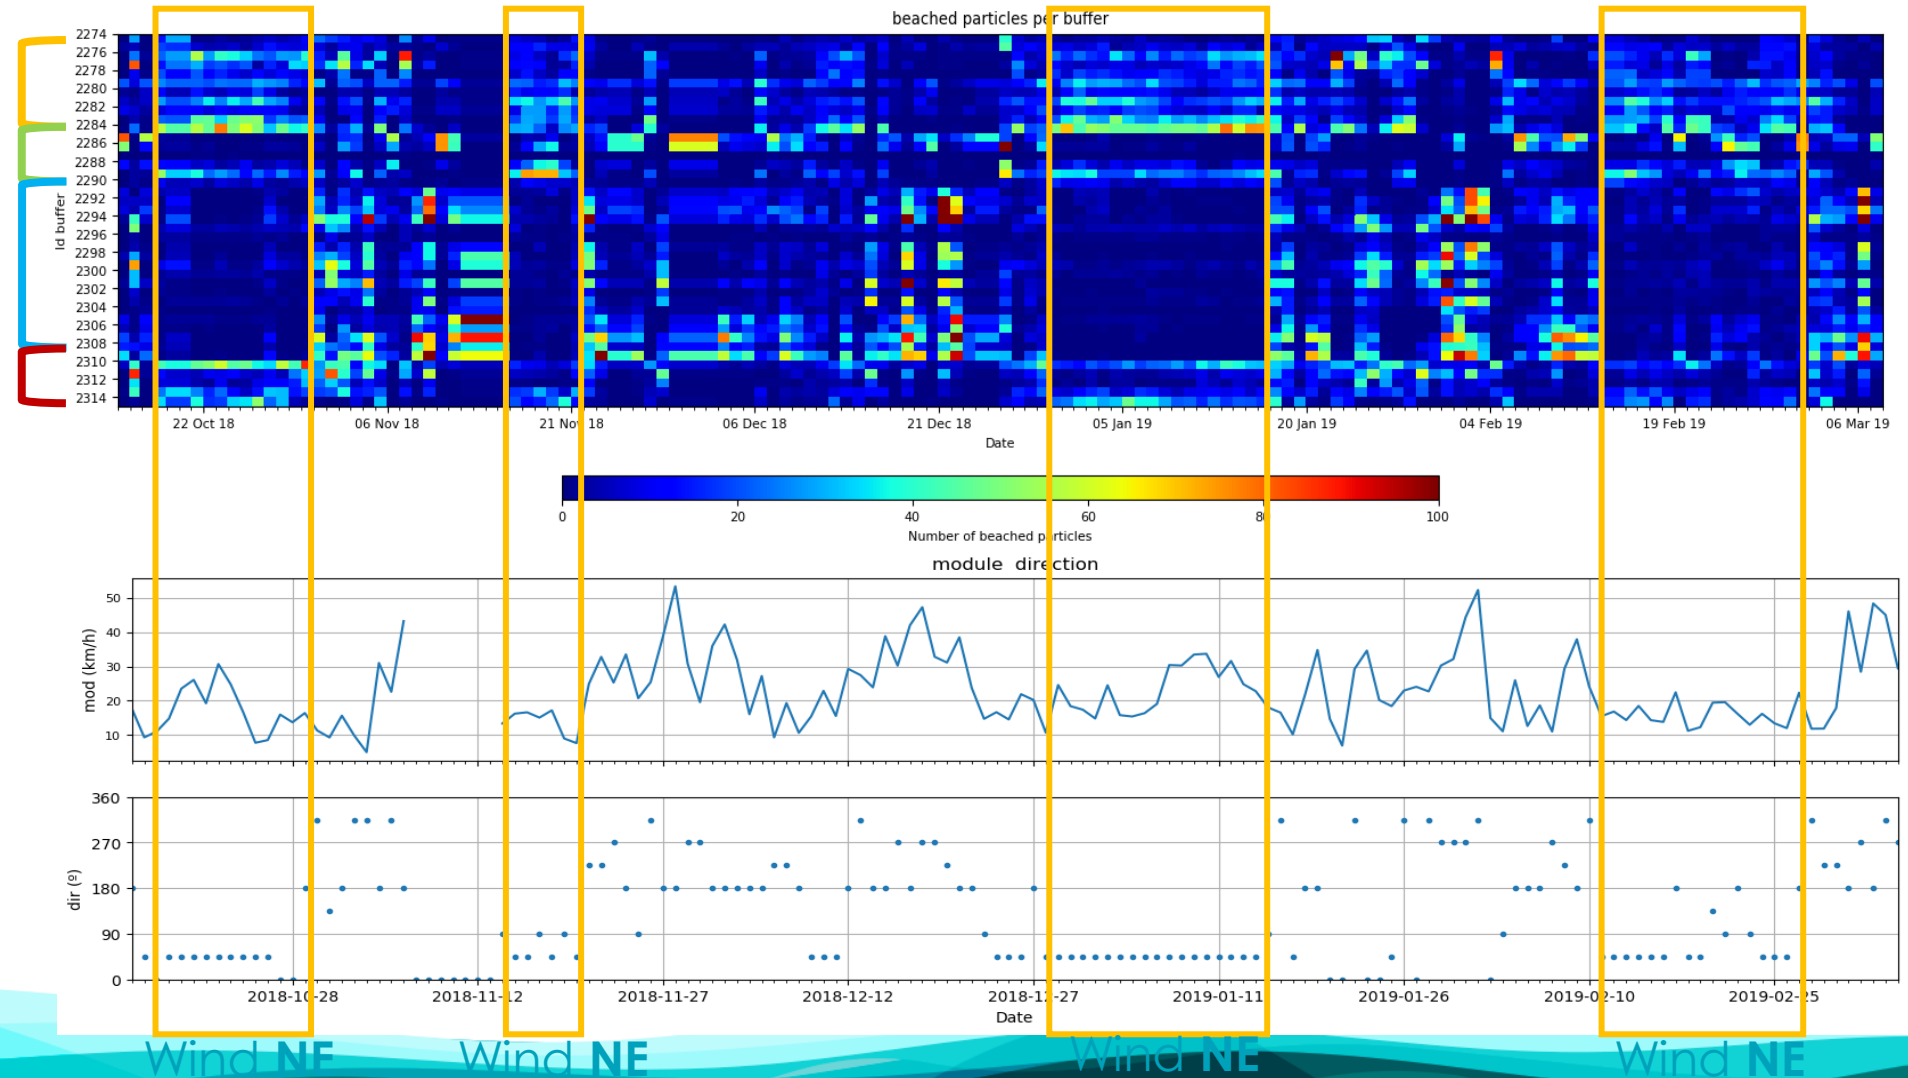 beached particles per buffer
2274
2276
2278
2280
2282
2284
2286
2288
2290
2292
2294
2296
2298
2300
2302
2304
2306
2308
2310
2312
2314
Id buffer
22 Oct 18 06 Nov 18 21 Nov 18 06 Dec 18 21 Dec 18 05 Jan 19 20 Jan 19 04 Feb 19 19 Feb 19 06 Mar 19
Date
0 20 40 60 80 100
Number of beached particles
module direction
50
40
30
20
10
mod (km/h)
360
270
180
90
0
dir (º)
2018-10-28 2018-11-12 2018-11-27 2018-12-12 2018-12-27 2019-01-11 2019-01-26 2019-02-10 2019-02-25
Date
Wind NE Wind NE Wind NE Wind NE